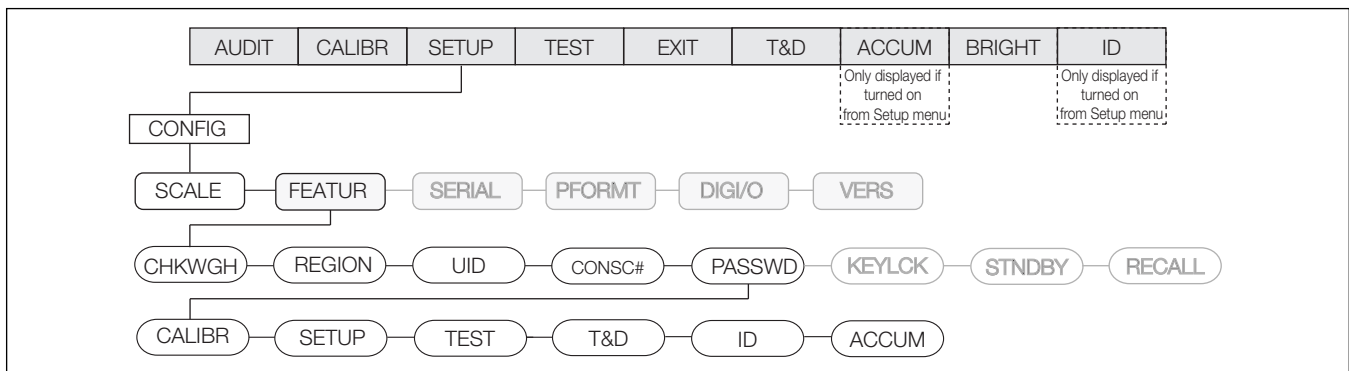 AUDIT CALIBR SETUP TEST EXIT T&D ACCUM BRIGHT ID
Only displayed if
turned on
from Setup menu
Only displayed if
turned on
from Setup menu
CONFIG
SCALE FEATUR SERIAL PFORMT DIGI/O VERS
CHKWGH REGION UID CONSC# PASSWD KEYLCK STNDBY RECALL
CALIBR SETUP TEST T&D ID ACCUM